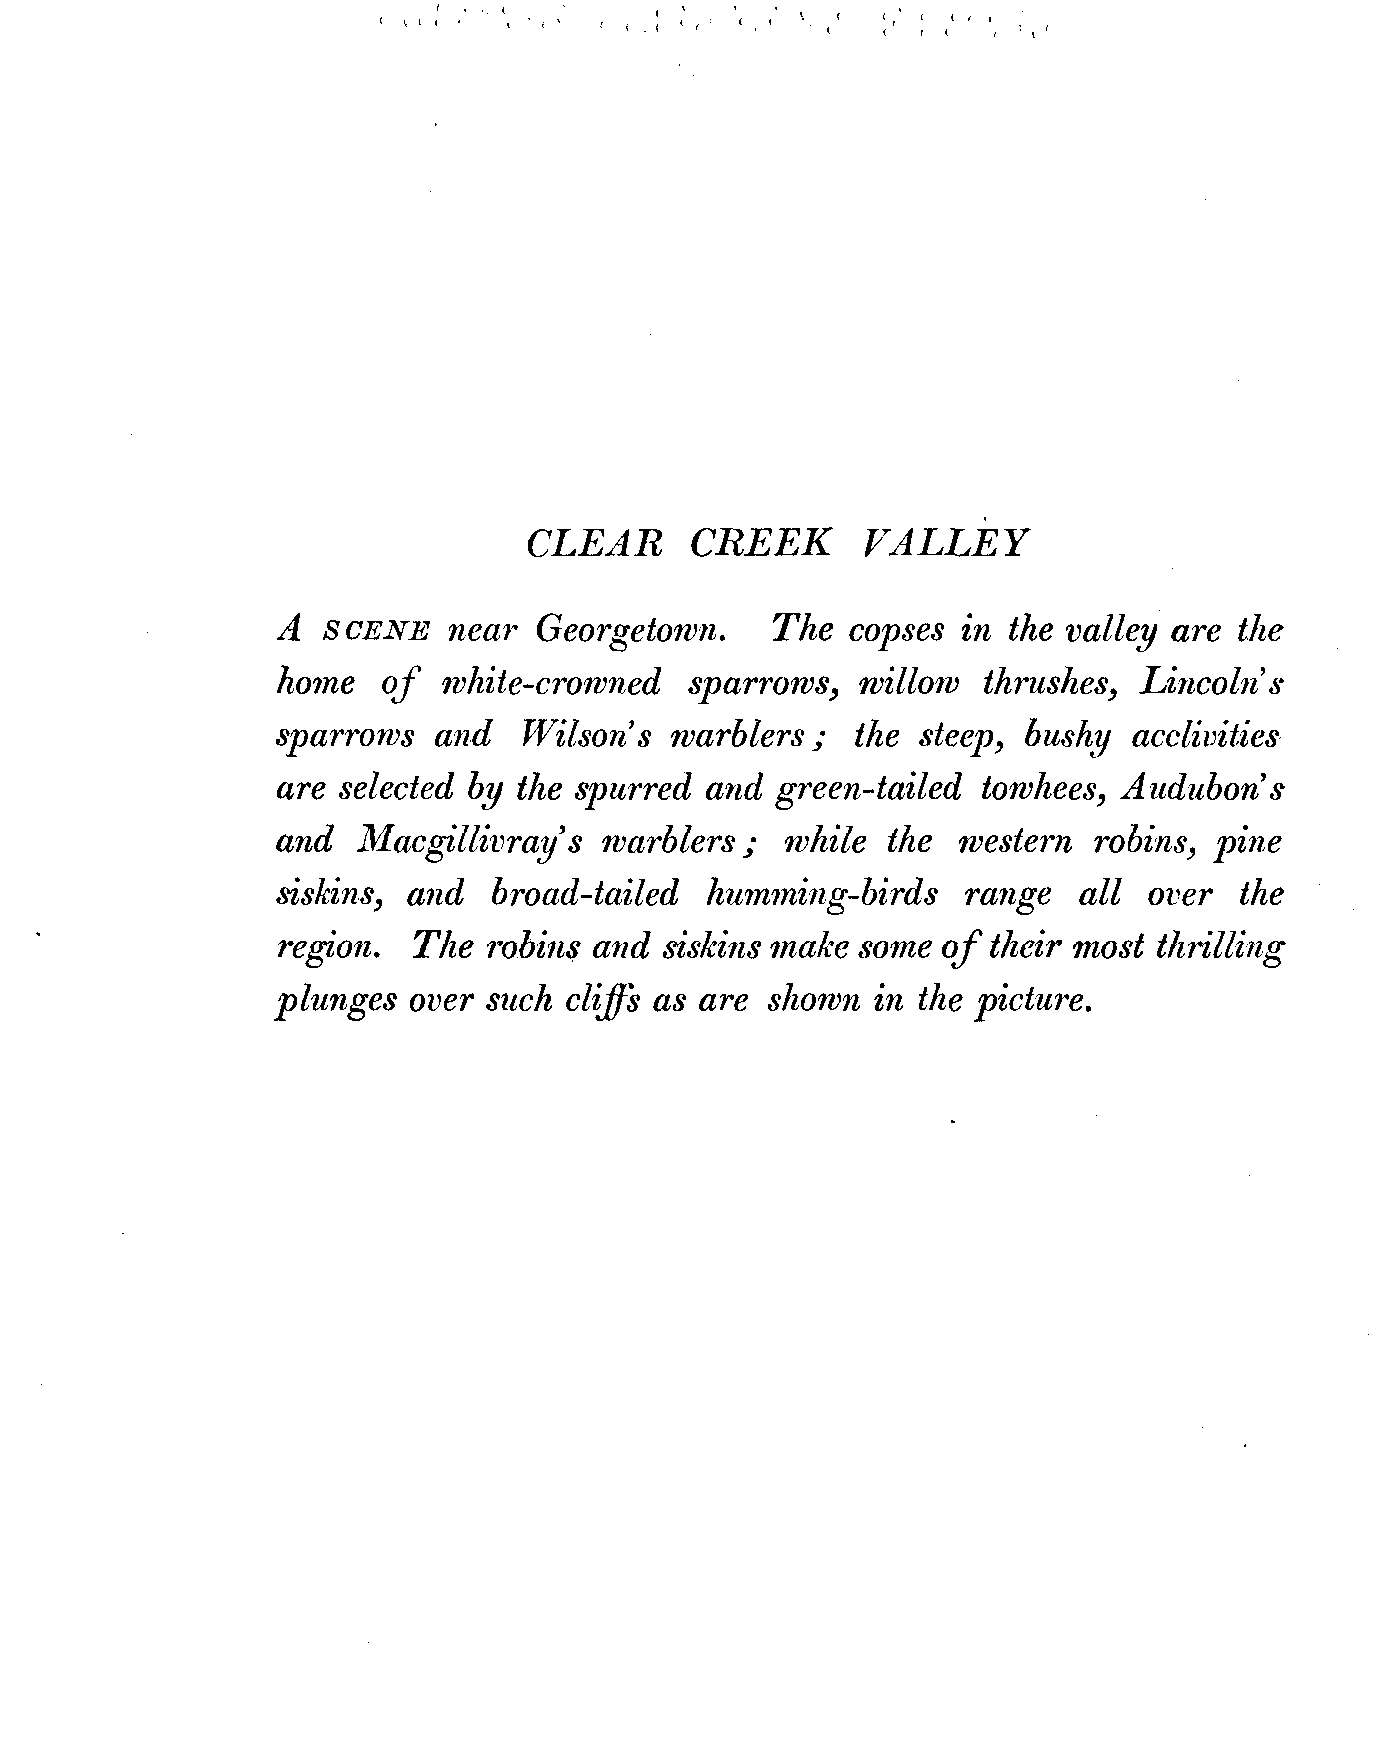 CLEAR CREEK VALLEY
A SCENE near Georgetown. The copses in the valley are the
home of white-crowned sparrows, willow thrushes, Lincoln's
sparrows and Wilson's warblers; the steep, bushy acclivities
are selected by the spurred and green-tailed towhees, Audubon's
and Macgillivray's warblers; while the western robins, pine
siskins, and broad-tailed humming-birds range all over the
region. The robins and siskins make some of their most thrilling
plunges over such cliffs as are shown in the picture.